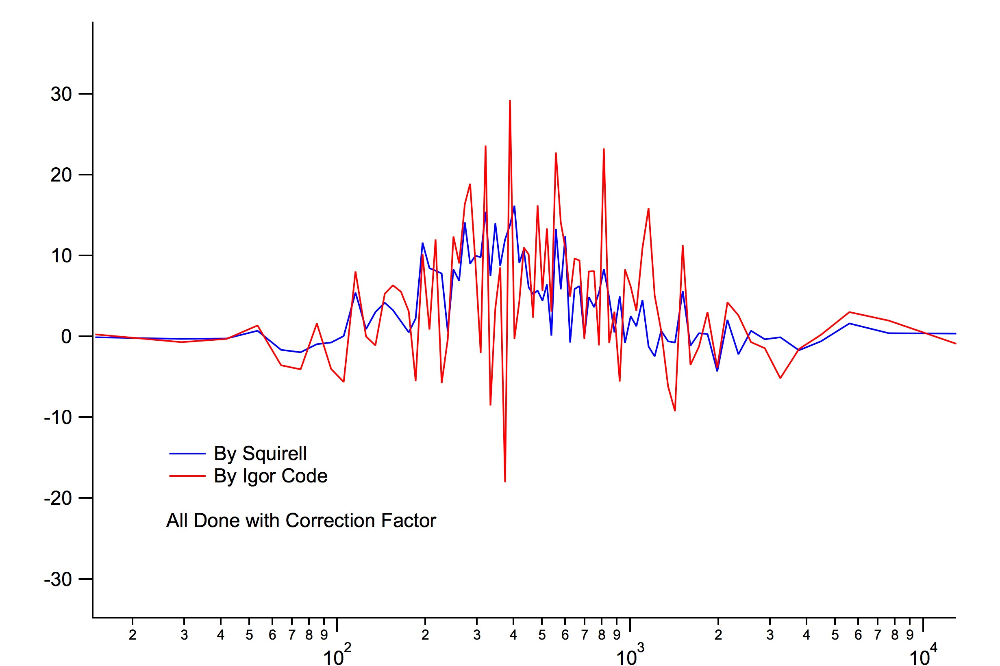 30
20
10
0
-10
By Squirell
By Igor Code
-20
All Done with Correction Factor
-30
2 3 4 5 6 7 8 9 2 3 4 5 6 7 8 9 2 3 4 5 6 7 8 9
10² 10³ 10⁴